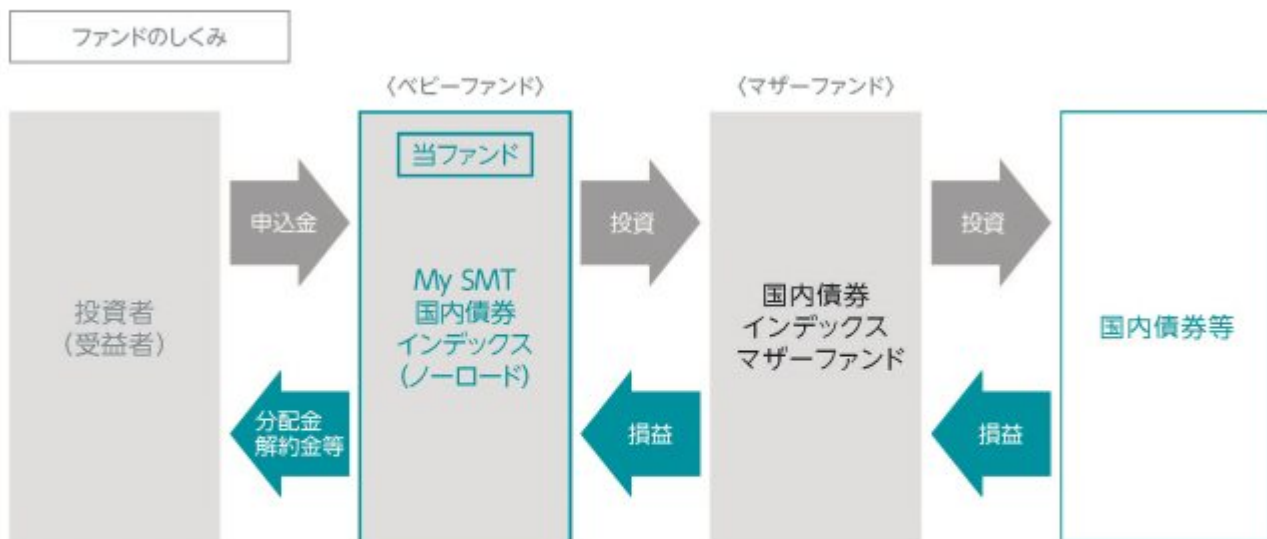 ファンドのしくみ
〈ベビーファンド〉
〈マザーファンド〉
投資者
(受益者)
申込金
分配金
解約金等
当ファンド
My SMT
国内債券
インデックス
(ノーロード)
投資
損益
国内債券
インデックス
マザーファンド
投資
損益
国内債券等